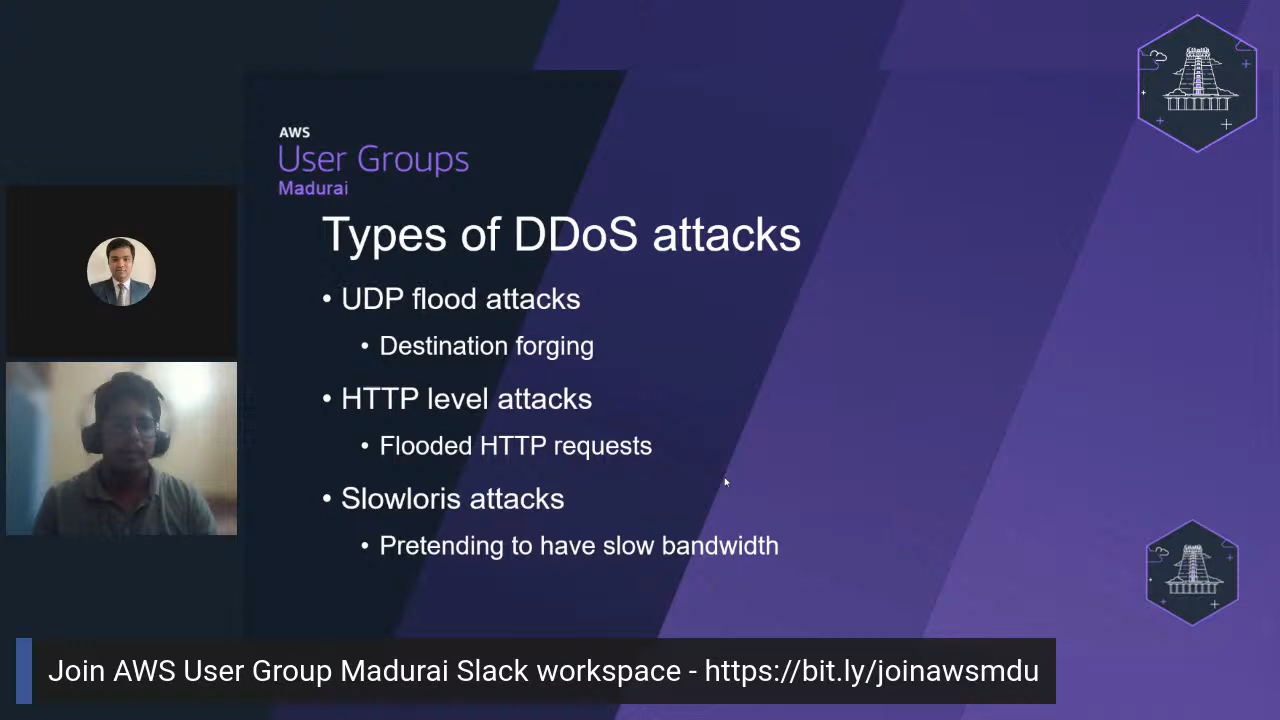 AWS
User Groups
Madurai
Types of DDoS attacks
• UDP flood attacks
• Destination forging
• HTTP level attacks
• Flooded HTTP requests
• Slowloris attacks
• Pretending to have slow bandwidth
Join AWS User Group Madurai Slack workspace - https://bit.ly/joinawsmdu